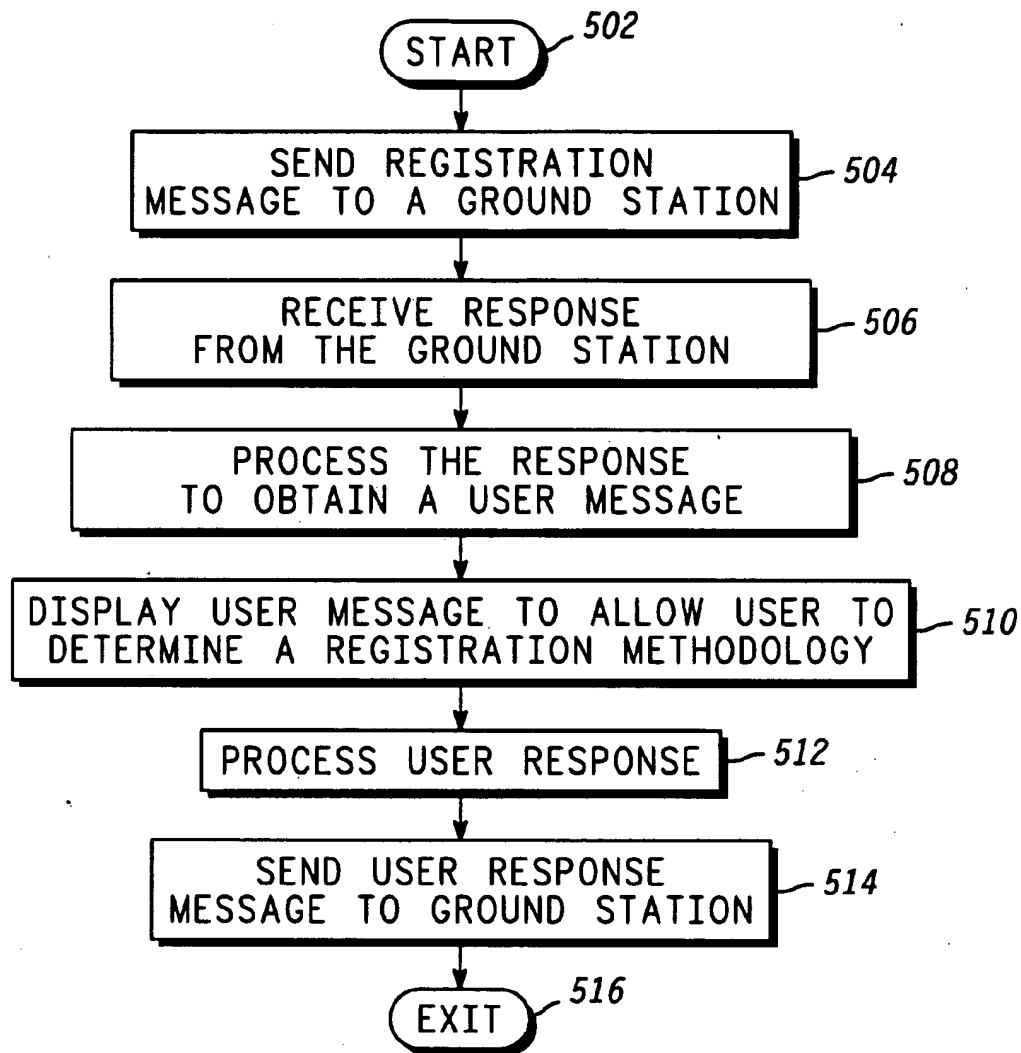 START
502
SEND REGISTRATION
MESSAGE TO A GROUND STATION
504
RECEIVE RESPONSE
FROM THE GROUND STATION
506
PROCESS THE RESPONSE
TO OBTAIN A USER MESSAGE
508
DISPLAY USER MESSAGE TO ALLOW USER TO
DETERMINE A REGISTRATION METHODOLOGY
510
PROCESS USER RESPONSE
512
SEND USER RESPONSE
MESSAGE TO GROUND STATION
514
EXIT
516